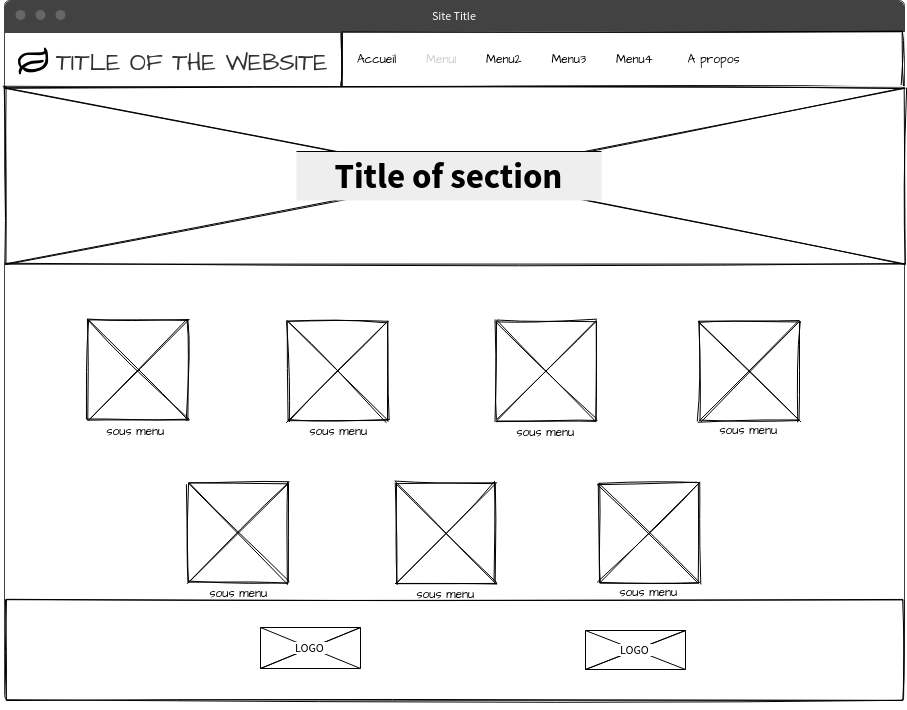 Site Title
TITLE OF THE WEBSITE
Accueil Menu1 Menu2 Menu3 Menu4 A propos
Title of section
sous menu sous menu sous menu sous menu
sous menu sous menu sous menu
LOGO LOGO